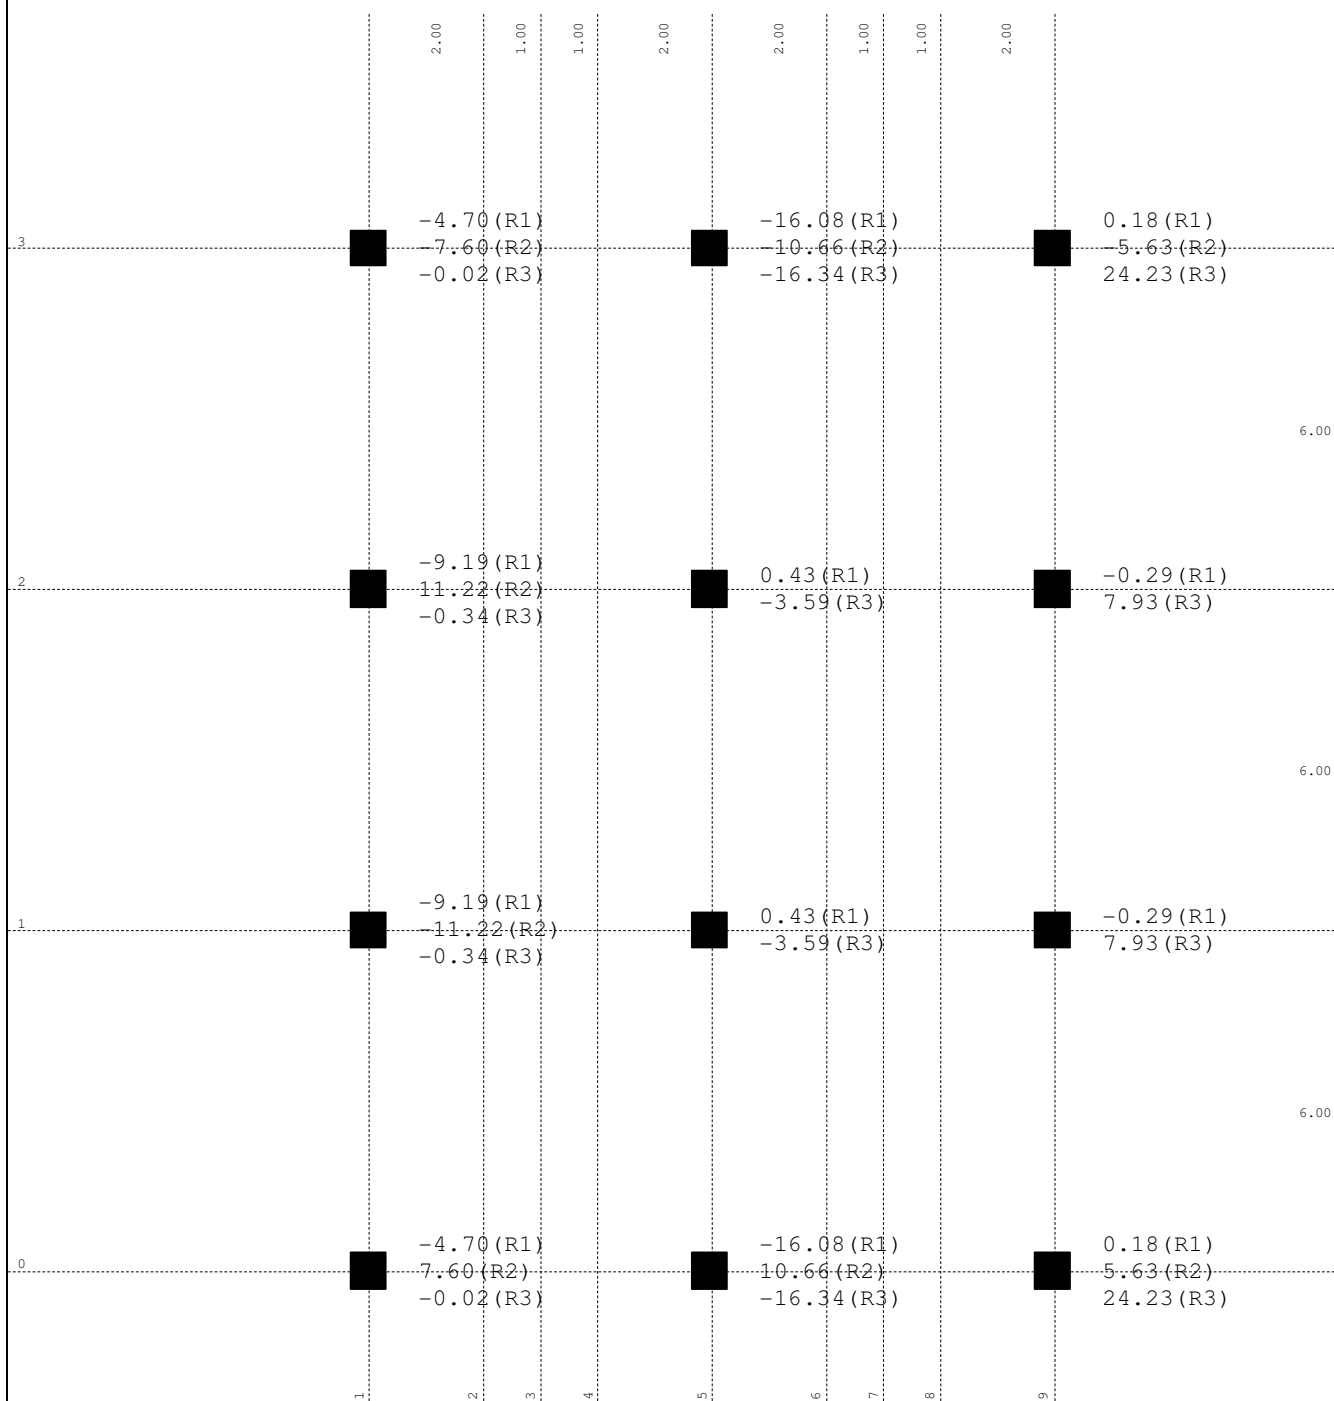 2.00 1.00 1.00 2.00 2.00 1.00 1.00 2.00
3
-4.70(R1)
-7.60(R2)
-0.02(R3)
-16.08(R1)
-10.66(R2)
-16.34(R3)
0.18(R1)
-5.63(R2)
24.23(R3)
6.00
2
-9.19(R1)
11.22(R2)
-0.34(R3)
0.43(R1)
-3.59(R3)
-0.29(R1)
7.93(R3)
6.00
1
-9.19(R1)
-11.22(R2)
-0.34(R3)
0.43(R1)
-3.59(R3)
-0.29(R1)
7.93(R3)
6.00
0
-4.70(R1)
7.60(R2)
-0.02(R3)
-16.08(R1)
10.66(R2)
-16.34(R3)
0.18(R1)
5.63(R2)
24.23(R3)
1 2 3 4 5 6 7 8 9